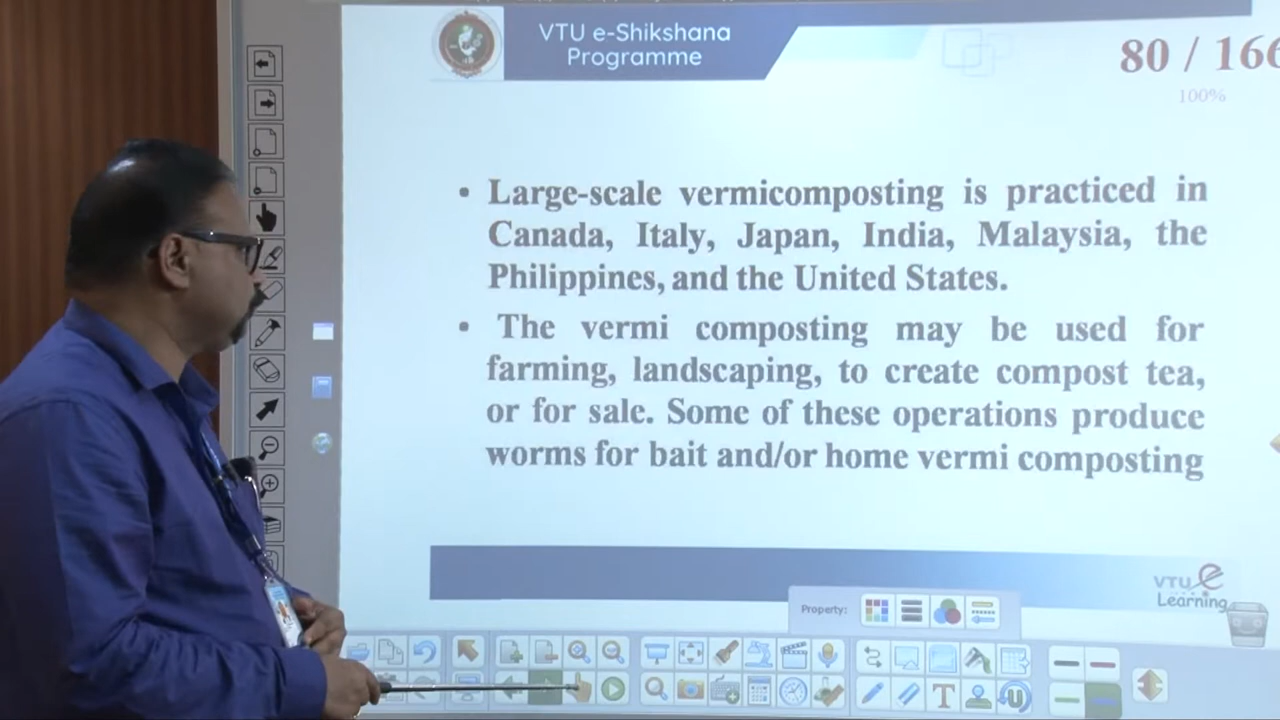 VTU e-Shikshana
Programme
80 / 166
100%
• Large-scale vermicomposting is practiced in
Canada, Italy, Japan, India, Malaysia, the
Philippines, and the United States.
• The vermi composting may be used for
farming, landscaping, to create compost tea,
or for sale. Some of these operations produce
worms for bait and/or home vermi composting
VTU e
Learning
Property: